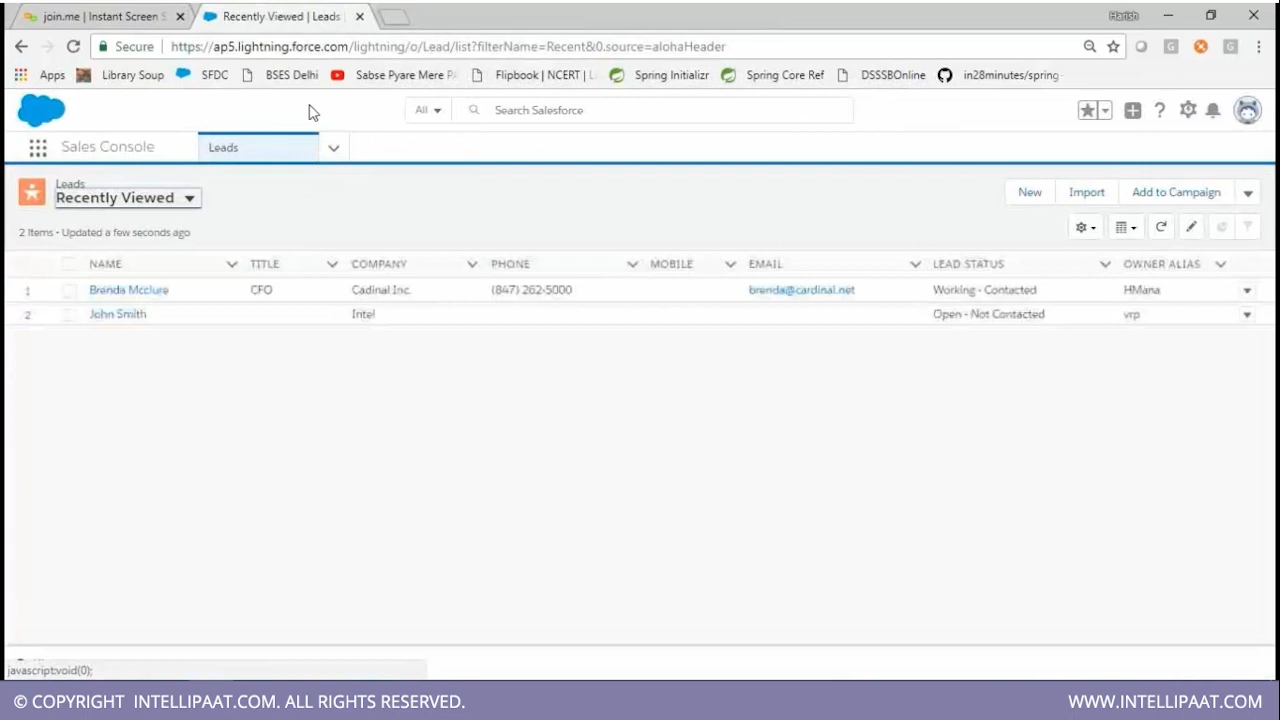 join.me | Instant Screen S
Recently Viewed | Leads
Harish
Secure
https://ap5.lightning.force.com/lightning/o/Lead/list?filterName=Recent&0.source=alohaHeader
Apps
Library Soup
SFDC
BSES Delhi
Sabse Pyare Mere P
Flipbook | NCERT | L
Spring Initializr
Spring Core Ref
DSSSBOnline
in28minutes/spring-
All
Search Salesforce
Sales Console
Leads
Leads
Recently Viewed
New
Import
Add to Campaign
2 Items • Updated a few seconds ago
NAME TITLE COMPANY PHONE MOBILE EMAIL LEAD STATUS OWNER ALIAS
1 Brenda Mcclure CFO Cadinal Inc. (847) 262-5000 brenda@cardinal.net Working - Contacted HMana
2 John Smith Intel Open - Not Contacted vrp
javascript:void(0);
© COPYRIGHT INTELLIPAAT.COM. ALL RIGHTS RESERVED.
WWW.INTELLIPAAT.COM